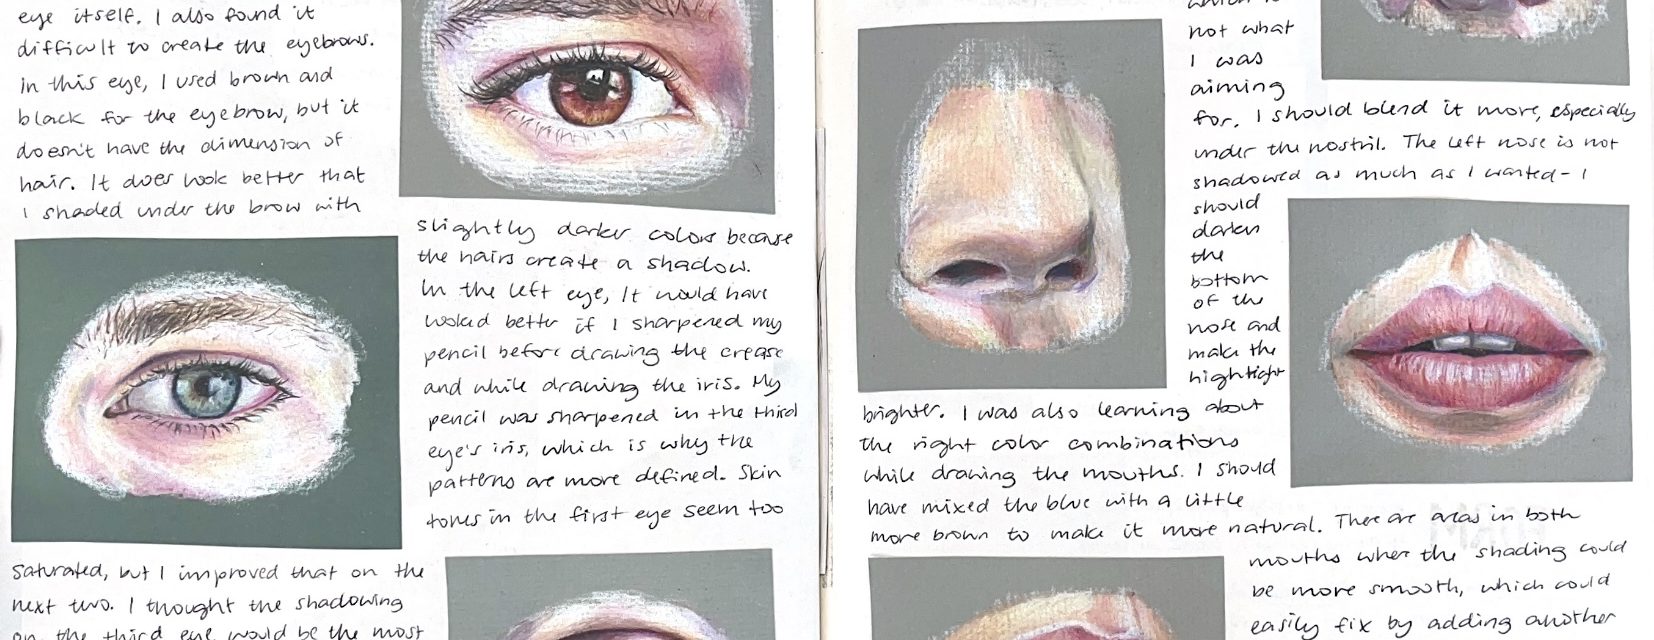 eye itself. I also found it
difficult to create the eyebrows.
in this eye, I used brown and
black for the eyebrow, but it
doesn't have the dimension of
hair. It does look better that
I shaded under the brow with
slightly darker colors because
the hairs create a shadow.
In the left eye, It would have
looked better if I sharpened my
pencil before drawing the crease
and while drawing the iris. My
pencil was sharpened in the third
eye's iris, which is why the
patterns are more defined. Skin
tones in the first eye seem too
saturated, but I improved that on the
next two. I thought the shadowing
on the third eye would be the most
which is
not what
I was
aiming
for. I should blend it more, especially
under the nostril. The left nose is not
shadowed as much as I wanted - I
should
darken
the
bottom
of the
nose and
make the
highlight
brighter. I was also learning about
the right color combinations
while drawing the mouths. I should
have mixed the blue with a little
more brown to make it more natural. There are areas in both
mouths wher the shading could
be more smooth, which could
easily fix by adding another